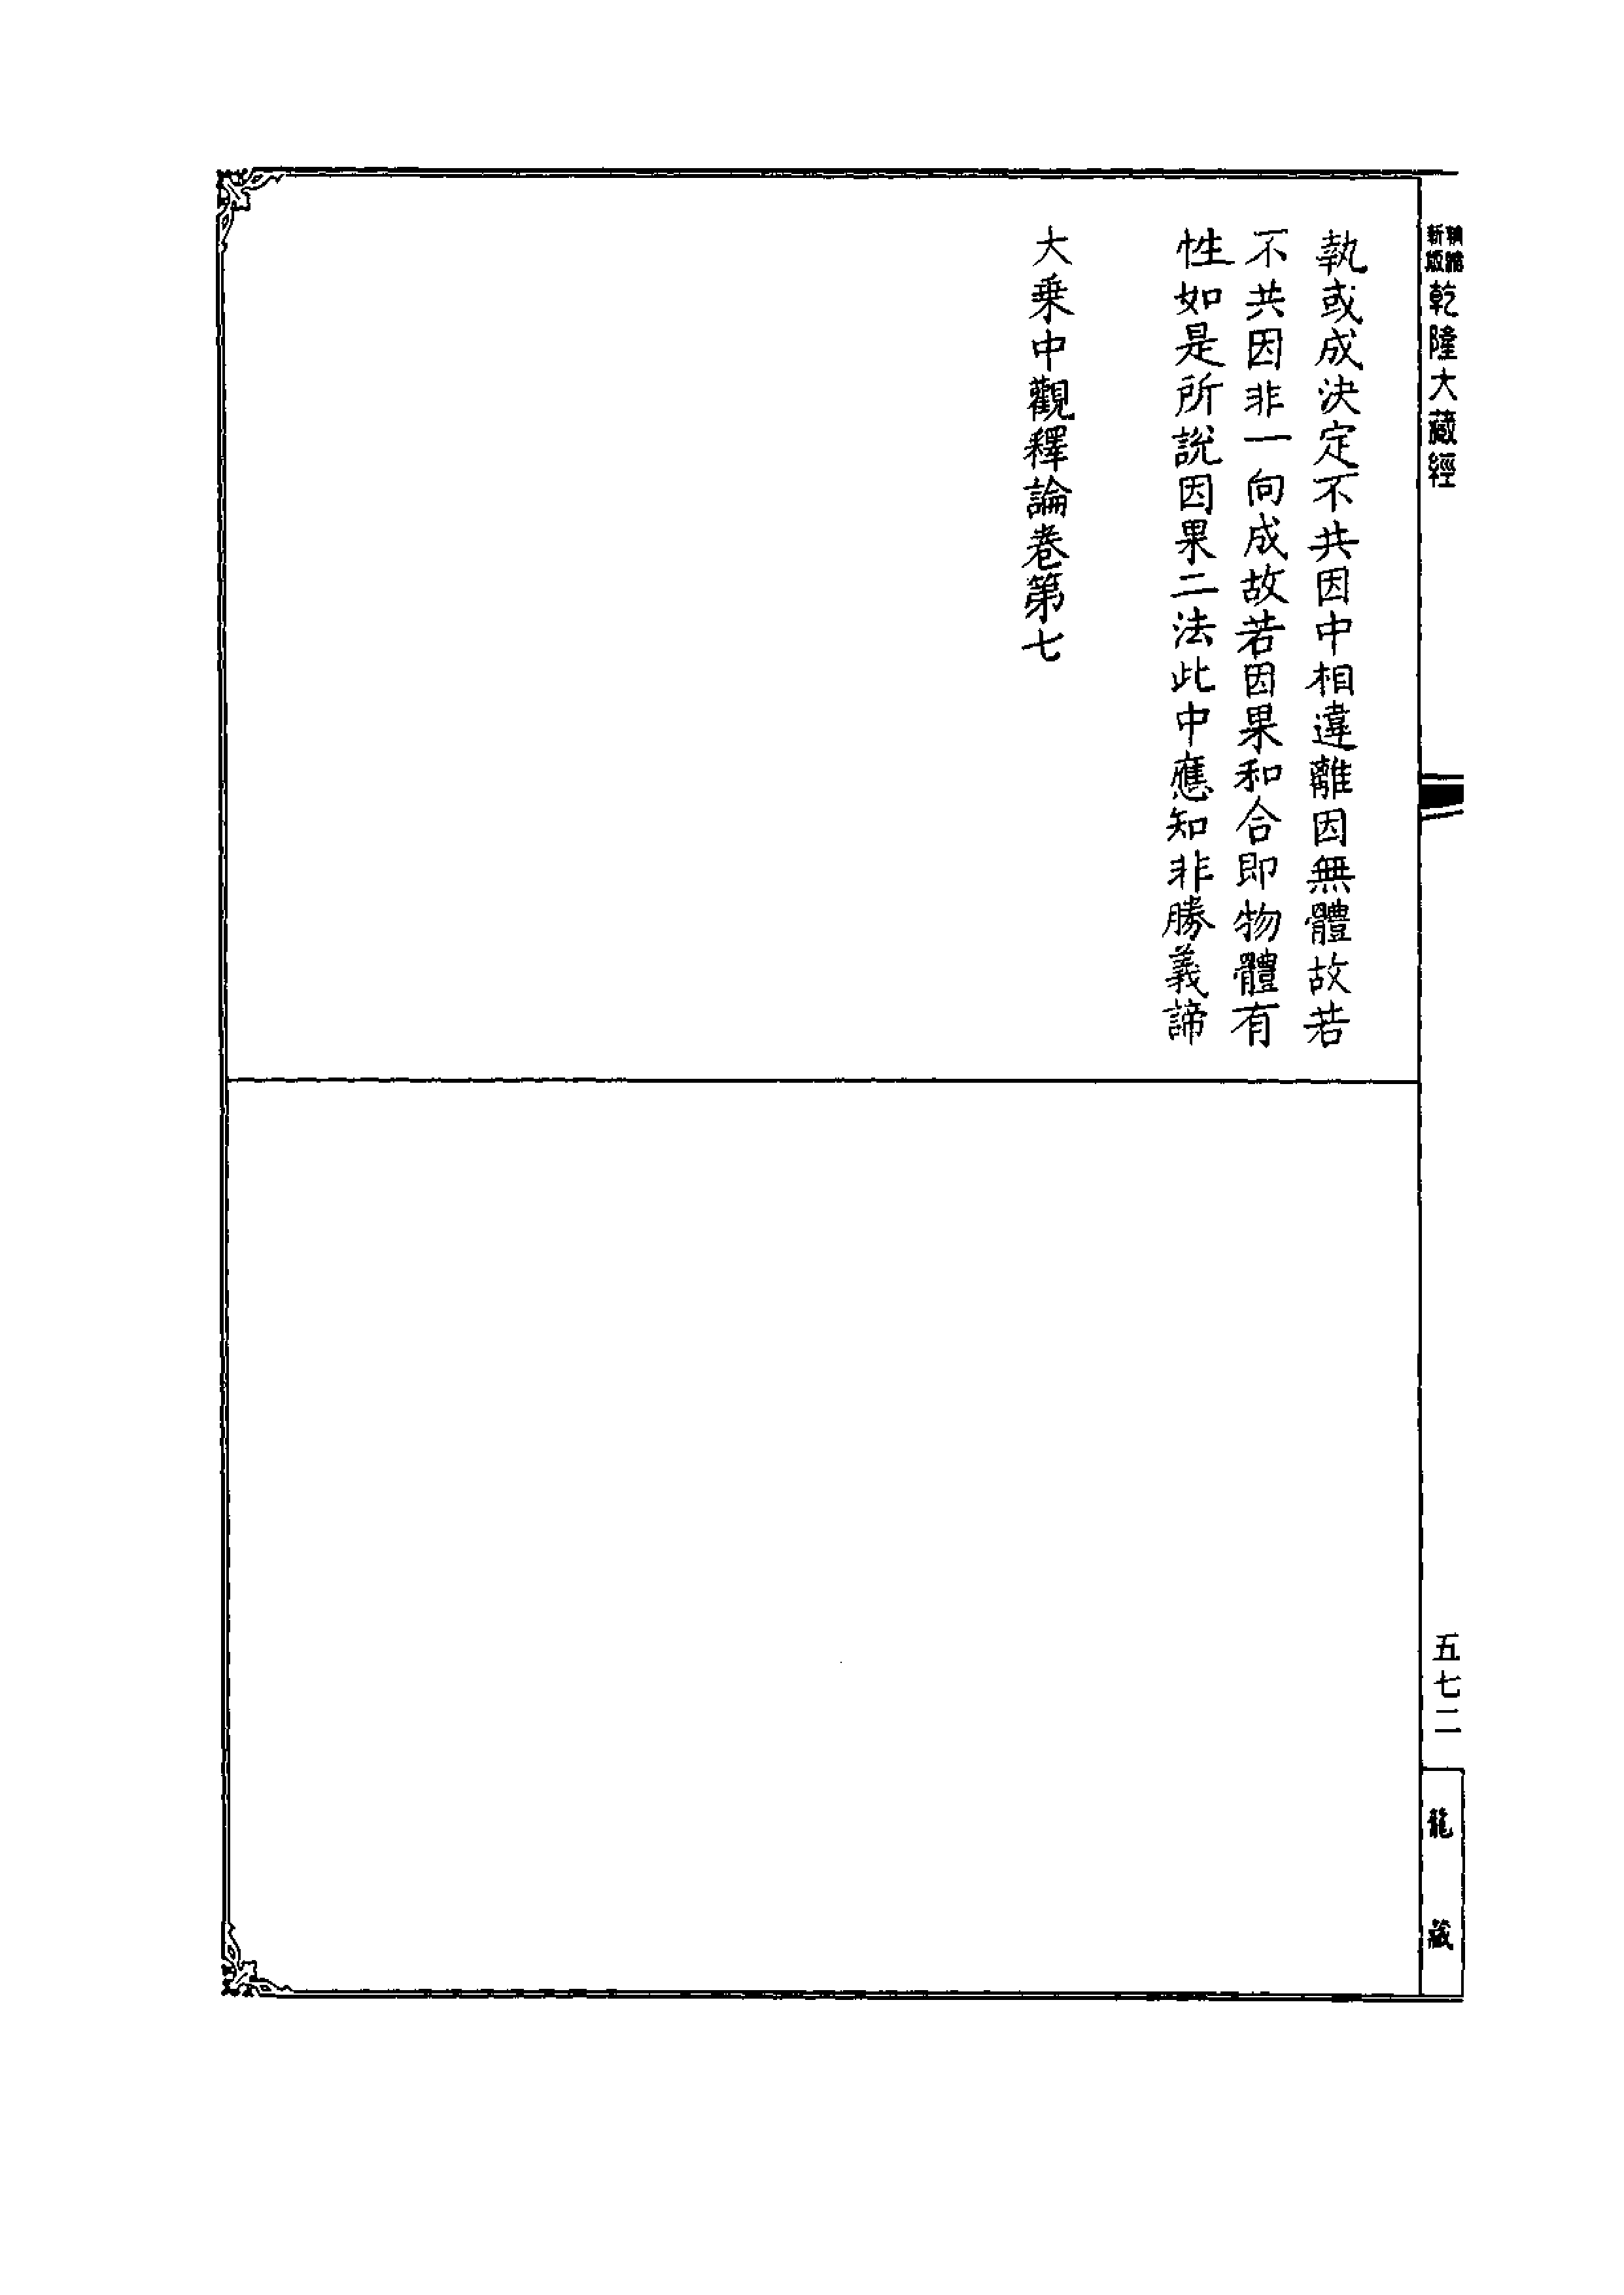 新版
乾隆大藏經
執或成決定不共因中相違離因無體故若
不共因非一向成故若因果和合即物體有
性如是所說因果二法此中應知非勝義諦
大乗中觀釋論卷第七
五七二
龍藏